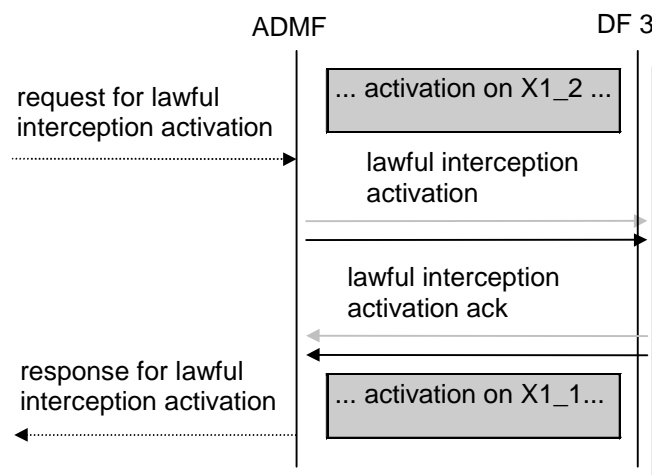 ADMF
DF 3
... activation on X1_2 ...
request for lawful
interception activation
lawful interception
activation
lawful interception
activation ack
response for lawful
interception activation
... activation on X1_1...